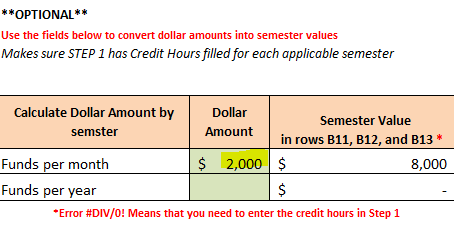 **OPTIONAL**
Use the fields below to convert dollar amounts into semester values
Makes sure STEP 1 has Credit Hours filled for each applicable semester
Calculate Dollar Amount by semster Dollar Amount Semester Value in rows B11, B12, and B13 *
Funds per month $ 2,000 $ 8,000
Funds per year $ -
*Error #DIV/0! Means that you need to enter the credit hours in Step 1